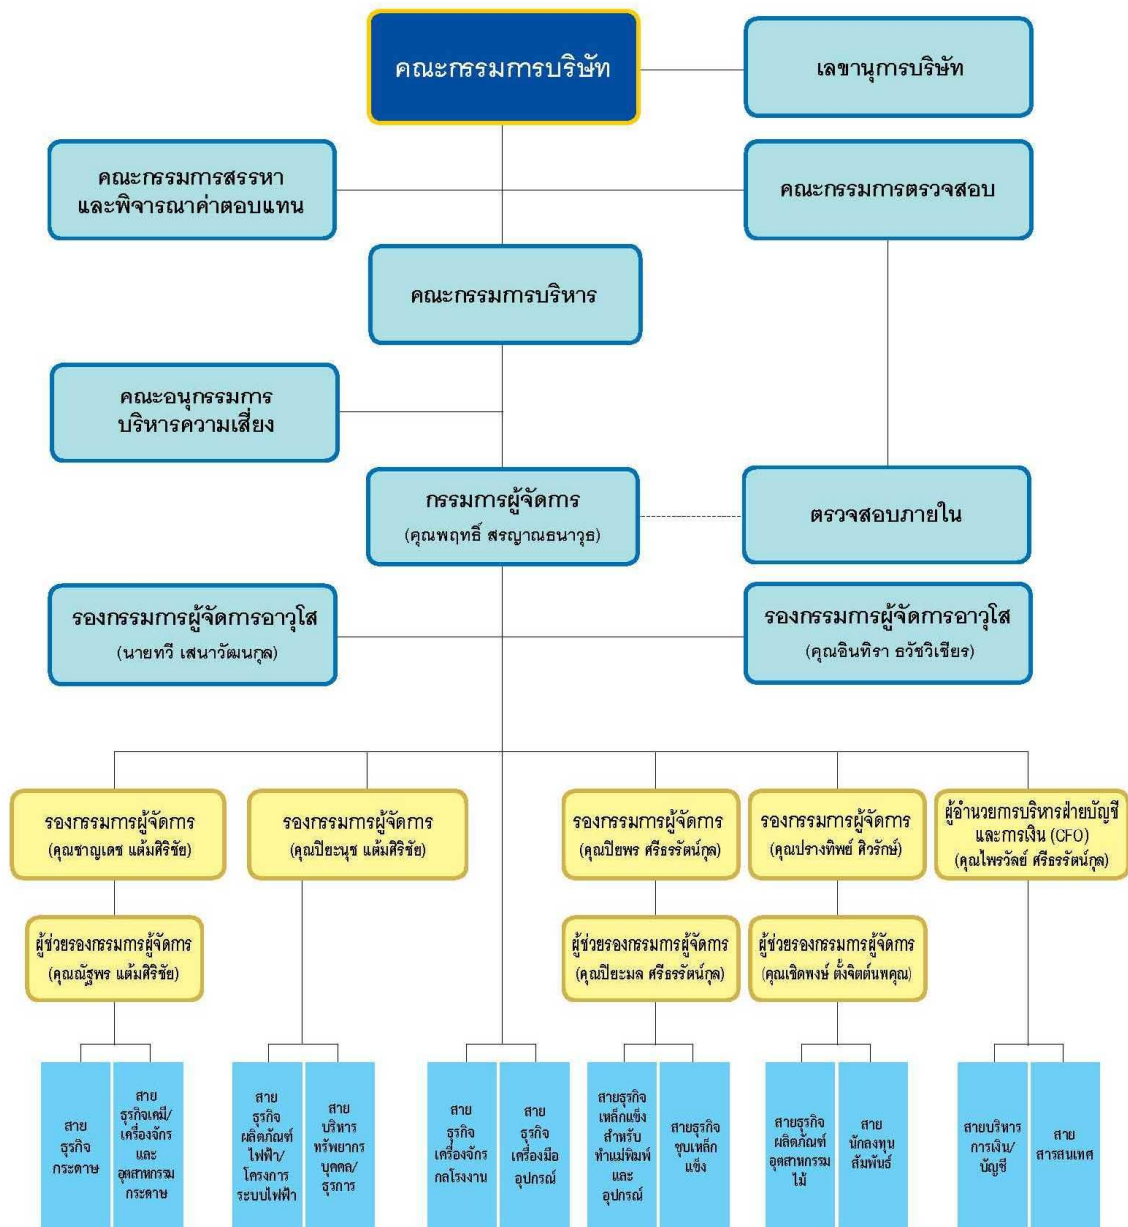 คณะกรรมการบริษัท
เลขานุการบริษัท
คณะกรรมการสรรหา
และพิจารณาค่าตอบแทน
คณะกรรมการตรวจสอบ
คณะกรรมการบริหาร
คณะอนุกรรมการ
บริหารความเสี่ยง
กรรมการผู้จัดการ
(คุณพฤทธิ์ สรญาณธนาวุธ)
ตรวจสอบภายใน
รองกรรมการผู้จัดการอาวุโส
(นายทวี เสนาวัฒนกุล)
รองกรรมการผู้จัดการอาวุโส
(คุณอินทิรา ธวัชวิเชียร)
รองกรรมการผู้จัดการ
(คุณชาญเดช แต้มศิริชัย)
รองกรรมการผู้จัดการ
(คุณปิยะนุช แต้มศิริชัย)
รองกรรมการผู้จัดการ
(คุณปิยพร ศรีธรรัตน์กุล)
รองกรรมการผู้จัดการ
(คุณปรางทิพย์ ศิวรักษ์)
ผู้อำนวยการบริหารฝ่ายบัญชี
และการเงิน (CFO)
(คุณไพรวัลย์ ศรีธรรัตน์กุล)
ผู้ช่วยรองกรรมการผู้จัดการ
(คุณณัฐพร แต้มศิริชัย)
ผู้ช่วยรองกรรมการผู้จัดการ
(คุณปิยะมล ศรีธรรัตน์กุล)
ผู้ช่วยรองกรรมการผู้จัดการ
(คุณเชิดพงษ์ ตั้งจิตต์นพคุณ)
สาย
ธุรกิจ
กระดาษ
สาย
ธุรกิจเคมี/
เครื่องจักร
และ
อุตสาหกรรม
กระดาษ
สาย
ธุรกิจ
ผลิตภัณฑ์
ไฟฟ้า/
โครงการ
ระบบไฟฟ้า
สาย
บริหาร
ทรัพยากร
บุคคล/
ธุรการ
สาย
ธุรกิจ
เครื่องจักร
กลโรงงาน
สาย
ธุรกิจ
เครื่องมือ
อุปกรณ์
สายธุรกิจ
เหล็กแข็ง
สำหรับ
ทำแม่พิมพ์
และ
อุปกรณ์
สายธุรกิจ
ชุบเหล็ก
แข็ง
สายธุรกิจ
ผลิตภัณฑ์
อุตสาหกรรม
ไม้
สาย
นักลงทุน
สัมพันธ์
สายบริหาร
การเงิน/
บัญชี
สาย
สารสนเทศ